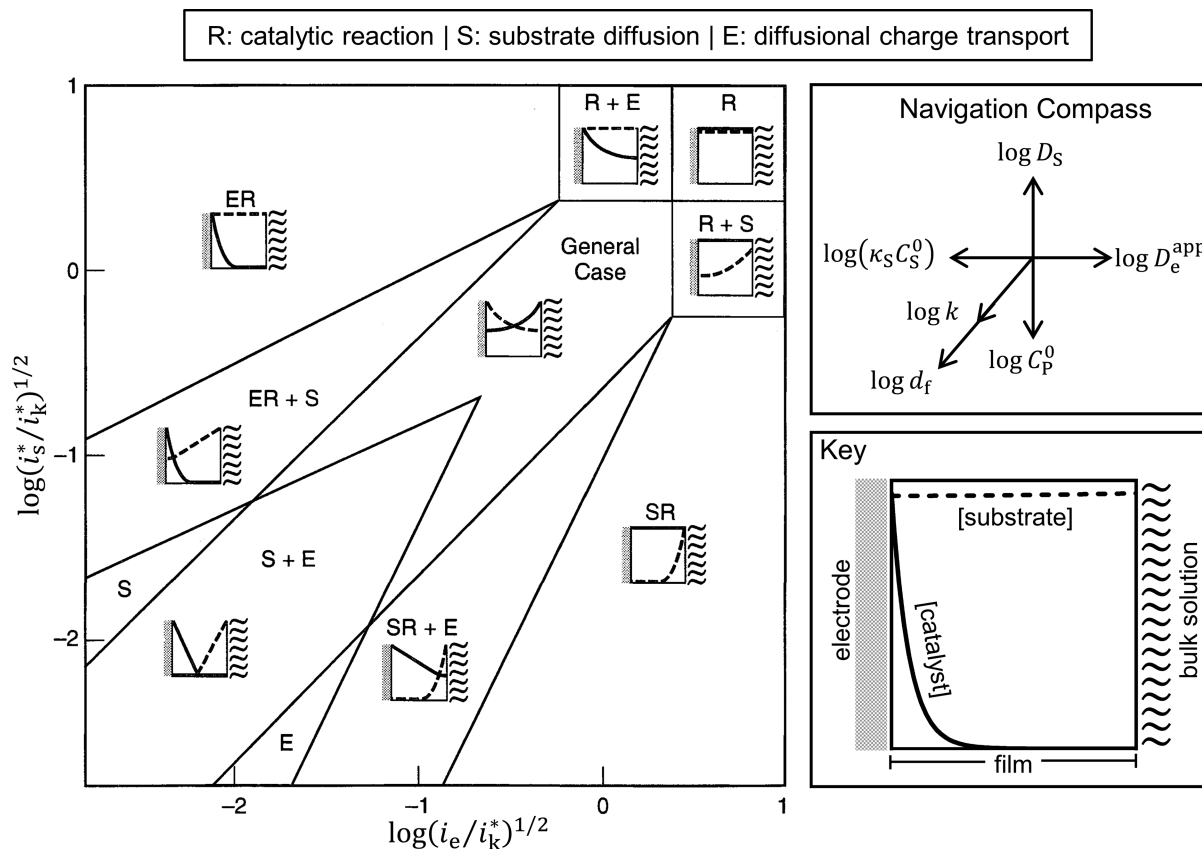 R: catalytic reaction | S: substrate diffusion | E: diffusional charge transport
1
0
−1
−2
log(i*s/i*k)^1/2
R + E
R
ER
General
Case
R + S
ER + S
S + E
S
SR
SR + E
E
−2
−1
0
1
log(ie/i*k)^1/2
Navigation Compass
log DS
log(κSC0S)
log Dappe
log k
log C0P
log df
Key
[substrate]
electrode
[catalyst]
bulk solution
film